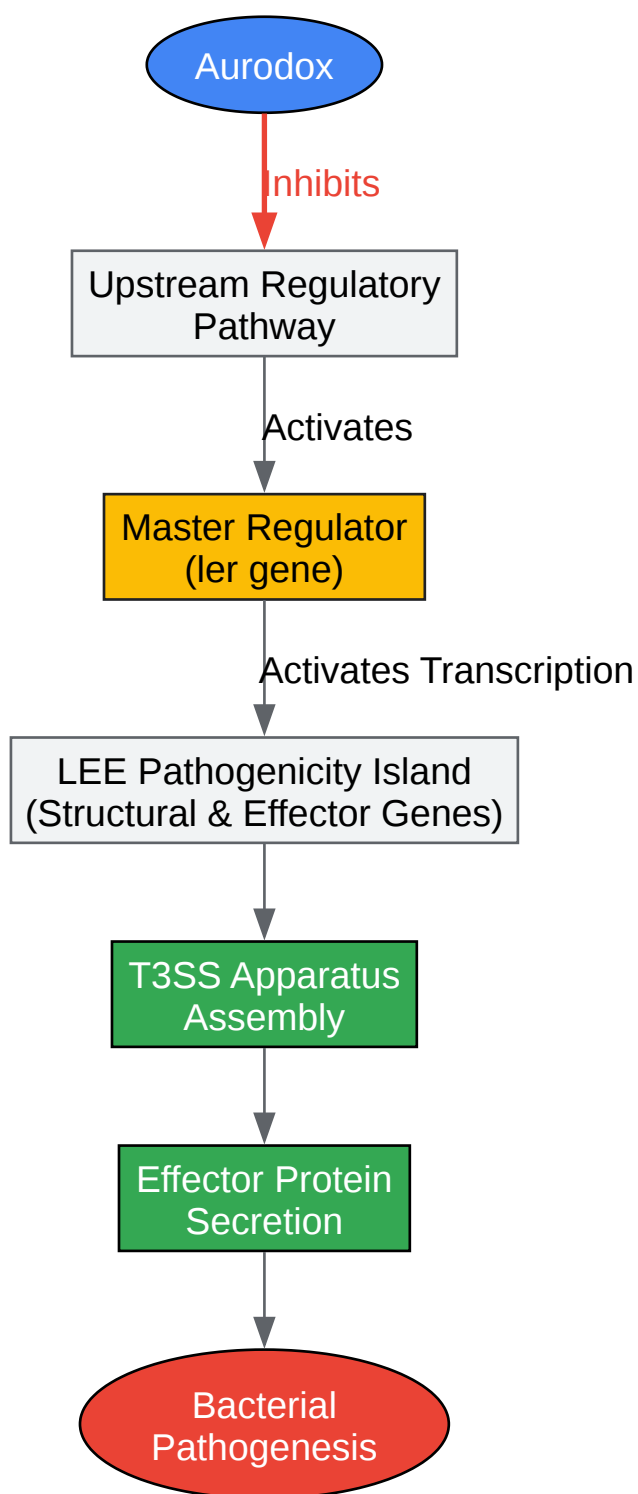 Aurodox
Inhibits
Upstream Regulatory
Pathway
Activates
Master Regulator
(ler gene)
Activates Transcription
LEE Pathogenicity Island
(Structural & Effector Genes)
T3SS Apparatus
Assembly
Effector Protein
Secretion
Bacterial
Pathogenesis